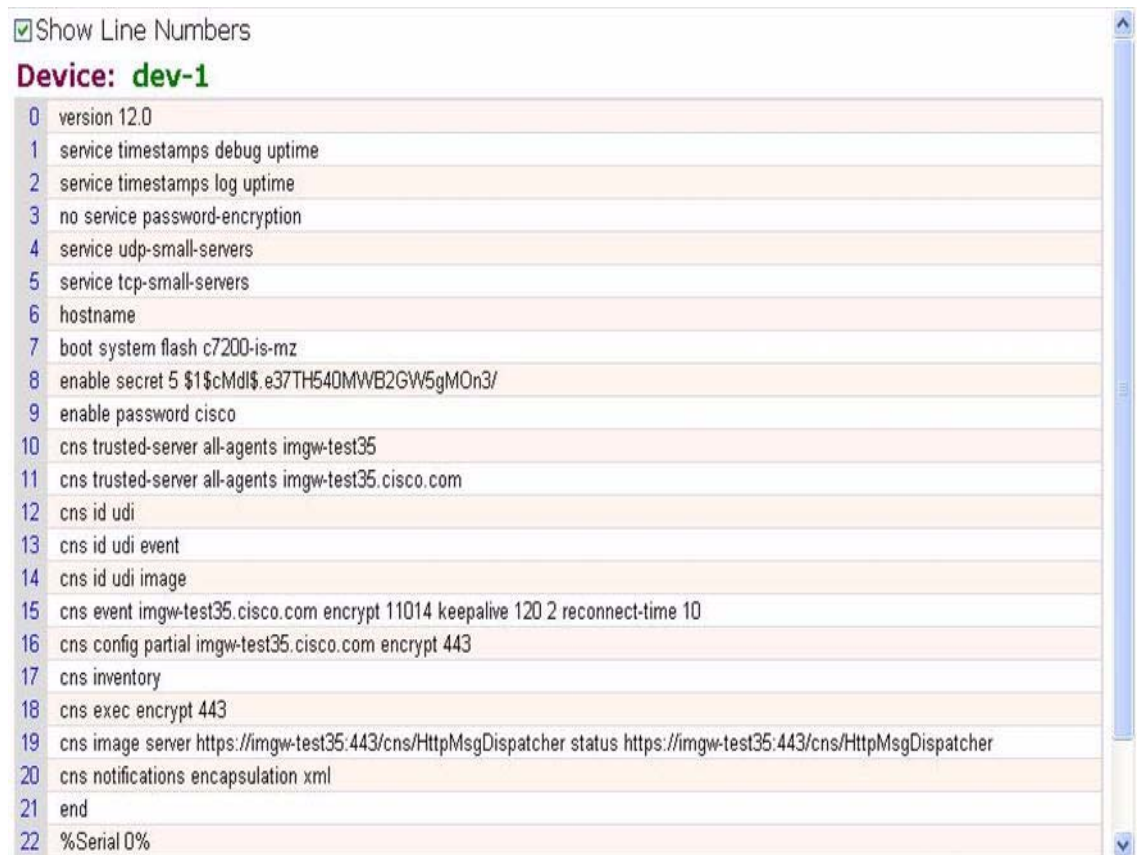 Show Line Numbers
Device: dev-1
0 version 12.0
1 service timestamps debug uptime
2 service timestamps log uptime
3 no service password-encryption
4 service udp-small-servers
5 service tcp-small-servers
6 hostname
7 boot system flash c7200-is-mz
8 enable secret 5 $1$cMdI$.e37TH540MWB2GW5gMOn3/
9 enable password cisco
10 cns trusted-server all-agents imgw-test35
11 cns trusted-server all-agents imgw-test35.cisco.com
12 cns id udi
13 cns id udi event
14 cns id udi image
15 cns event imgw-test35.cisco.com encrypt 11014 keepalive 120 2 reconnect-time 10
16 cns config partial imgw-test35.cisco.com encrypt 443
17 cns inventory
18 cns exec encrypt 443
19 cns image server https://imgw-test35:443/cns/HttpMsgDispatcher status https://imgw-test35:443/cns/HttpMsgDispatcher
20 cns notifications encapsulation xml
21 end
22 %Serial 0%